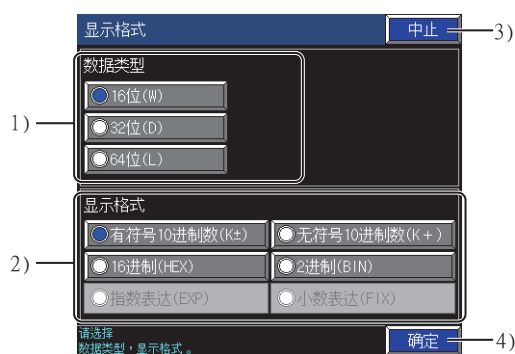 显示格式
中止
3)
数据类型
1)
16位(W)
32位(D)
64位(L)
显示格式
2)
有符号10进制数(K±) 无符号10进制数(K+)
16进制(HEX) 2进制(BIN)
指数表达(EXP) 小数表达(FIX)
请选择
数据类型,显示格式。
确定
4)